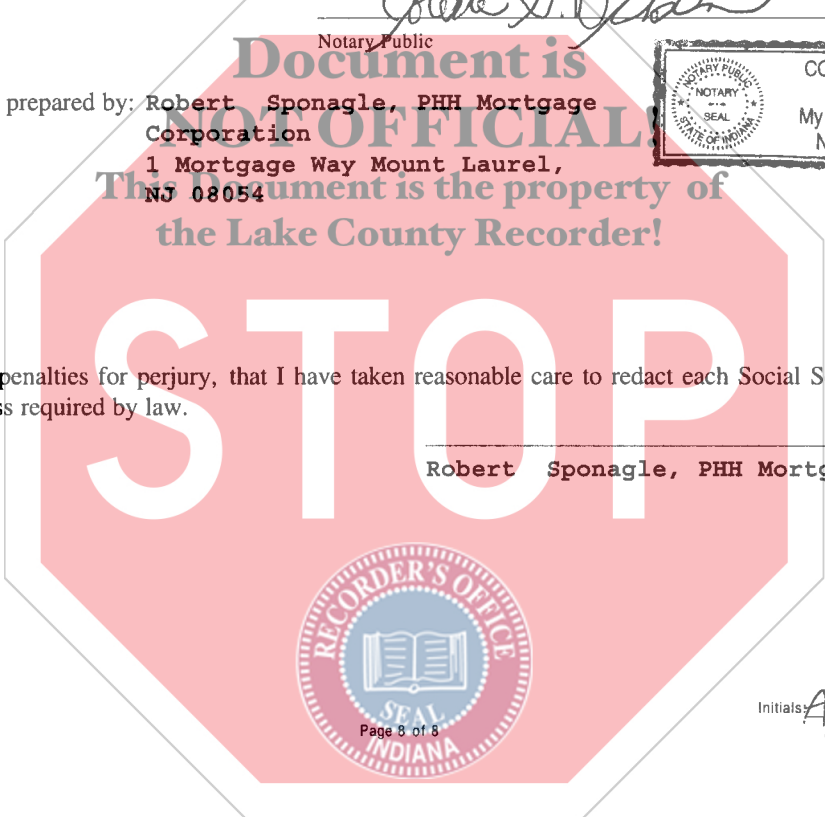 Notary Public
Document is
prepared by: Robert Sponagle, PHH Mortgage
NOT OFFICIAL!
Corporation
1 Mortgage Way Mount Laurel,
This Document is the property of
NJ 08054
the Lake County Recorder!
NOTARY PUBLIC
NOTARY
SEAL
STATE OF INDIANA
CO
My
N
STOP
penalties for perjury, that I have taken reasonable care to redact each Social S
s required by law.
Robert Sponagle, PHH Mortg
RECORDER'S OFFICE
SEAL
INDIANA
Initials:
Page 8 of 8